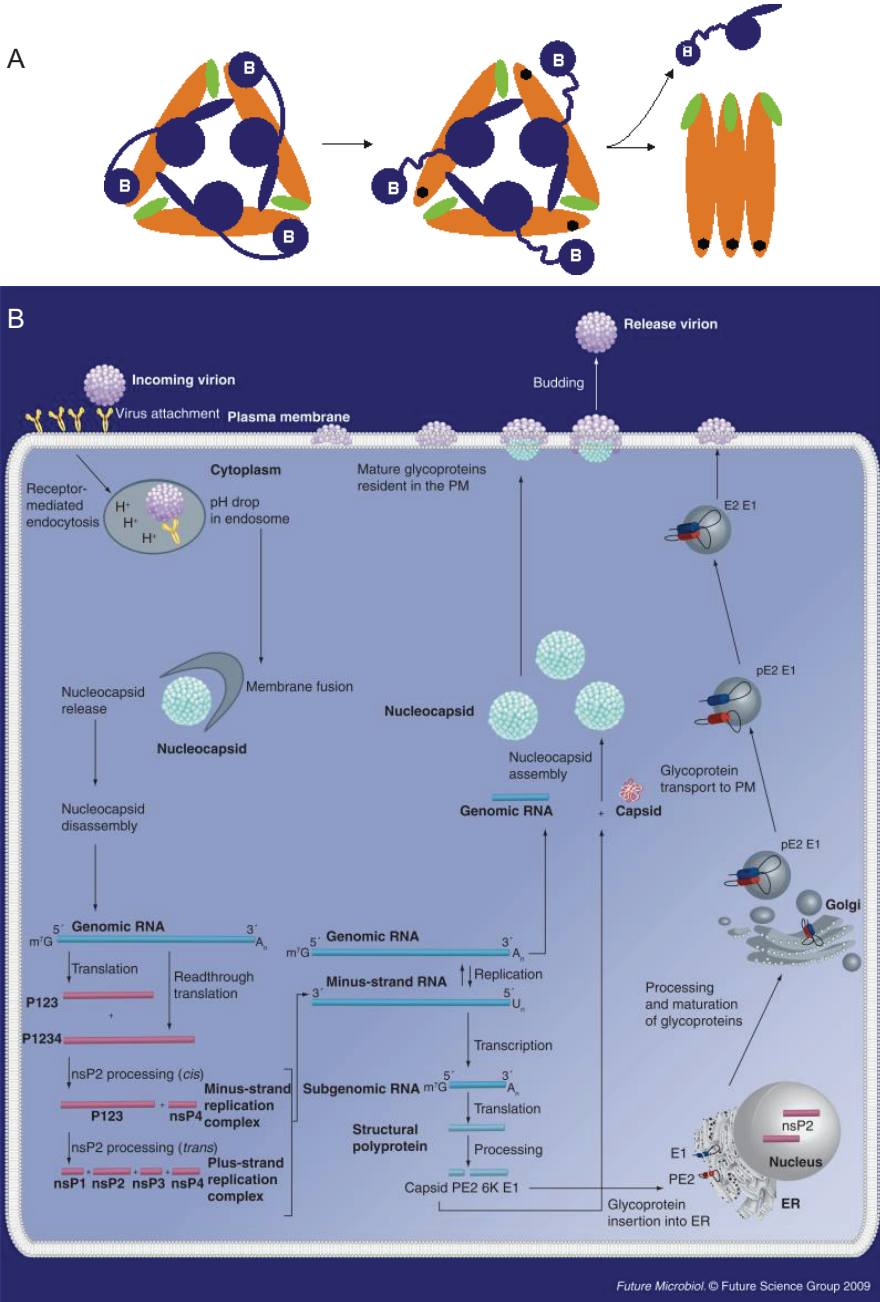 A
B
B
B
B
B
B
B
B
Release virion
Incoming virion
Budding
Virus attachment
Plasma membrane
Cytoplasm
Mature glycoproteins
resident in the PM
Receptor-
mediated
endocytosis
H⁺
H⁺
H⁺
pH drop
in endosome
E2 E1
Nucleocapsid
release
Membrane fusion
Nucleocapsid
pE2 E1
Nucleocapsid
Nucleocapsid
assembly
Glycoprotein
transport to PM
Nucleocapsid
disassembly
Genomic RNA
+
Capsid
pE2 E1
Golgi
5´ Genomic RNA 3´
m⁷G Aₙ
5´ Genomic RNA 3´
m⁷G Aₙ
Translation
Readthrough
translation
Replication
3´ Minus-strand RNA 5´
Uₙ
P123
+
P1234
Processing
and maturation
of glycoproteins
Transcription
nsP2 processing (cis)
P123 + nsP4
Minus-strand
replication
complex
Subgenomic RNA
5´ 3´
m⁷G Aₙ
Translation
Structural
polyprotein
Processing
nsP2 processing (trans)
+ + +
nsP1 nsP2 nsP3 nsP4
Plus-strand
replication
complex
Capsid PE2 6K E1
Glycoprotein
insertion into ER
nsP2
Nucleus
E1
PE2
ER
Future Microbiol. © Future Science Group 2009